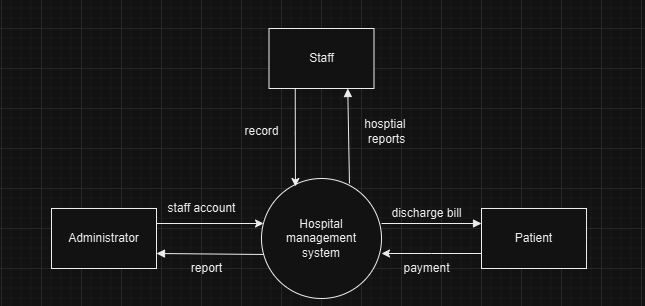 Staff
record
hosptial
reports
staff account
Hospital
management
system
discharge bill
Administrator
Patient
report
payment